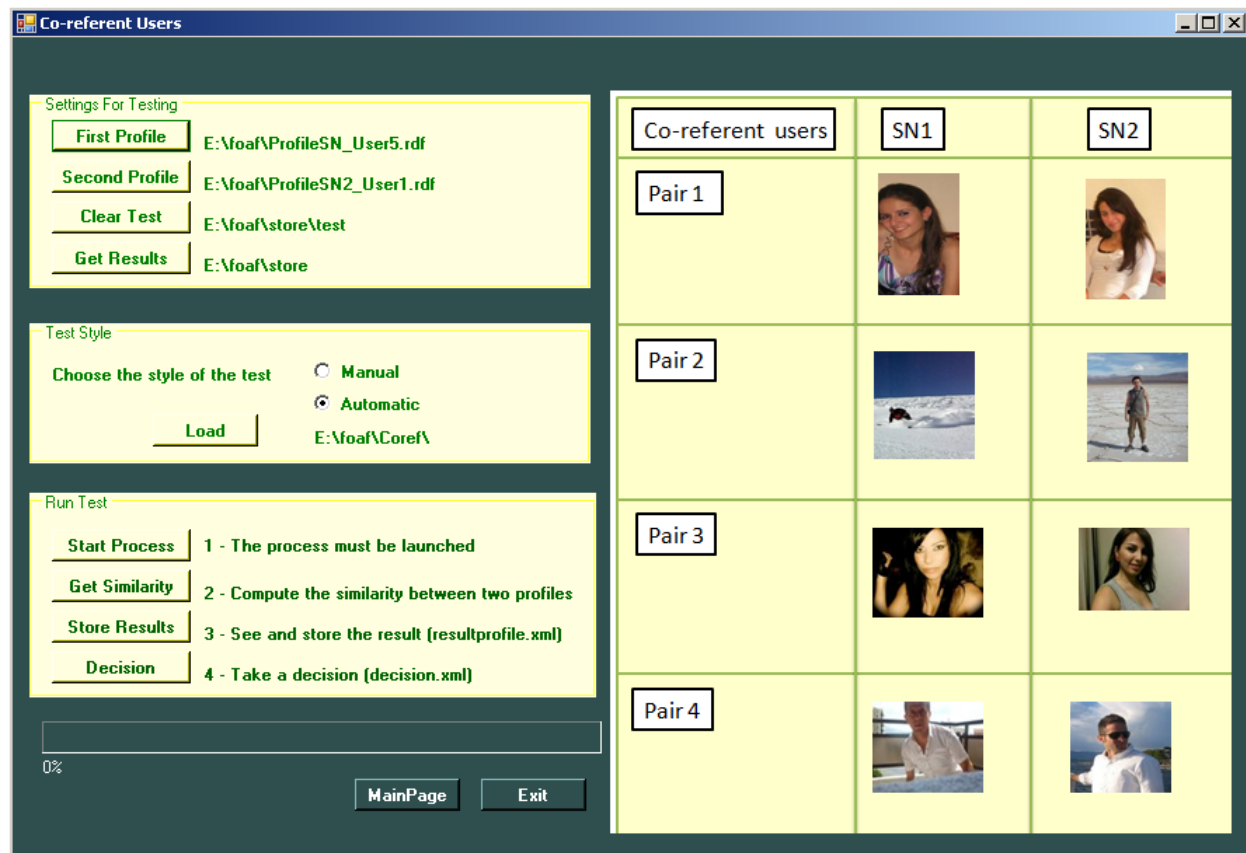 Co-referent Users
Settings For Testing
First Profile E:\foaf\ProfileSN_User5.rdf
Second Profile E:\foaf\ProfileSN2_User1.rdf
Clear Test E:\foaf\store\test
Get Results E:\foaf\store
Test Style
Choose the style of the test
Manual
Automatic
Load E:\foaf\Coref\
Run Test
Start Process 1 - The process must be launched
Get Similarity 2 - Compute the similarity between two profiles
Store Results 3 - See and store the result (resultprofile.xml)
Decision 4 - Take a decision (decision.xml)
0%
MainPage Exit
Co-referent users SN1 SN2
Pair 1
Pair 2
Pair 3
Pair 4